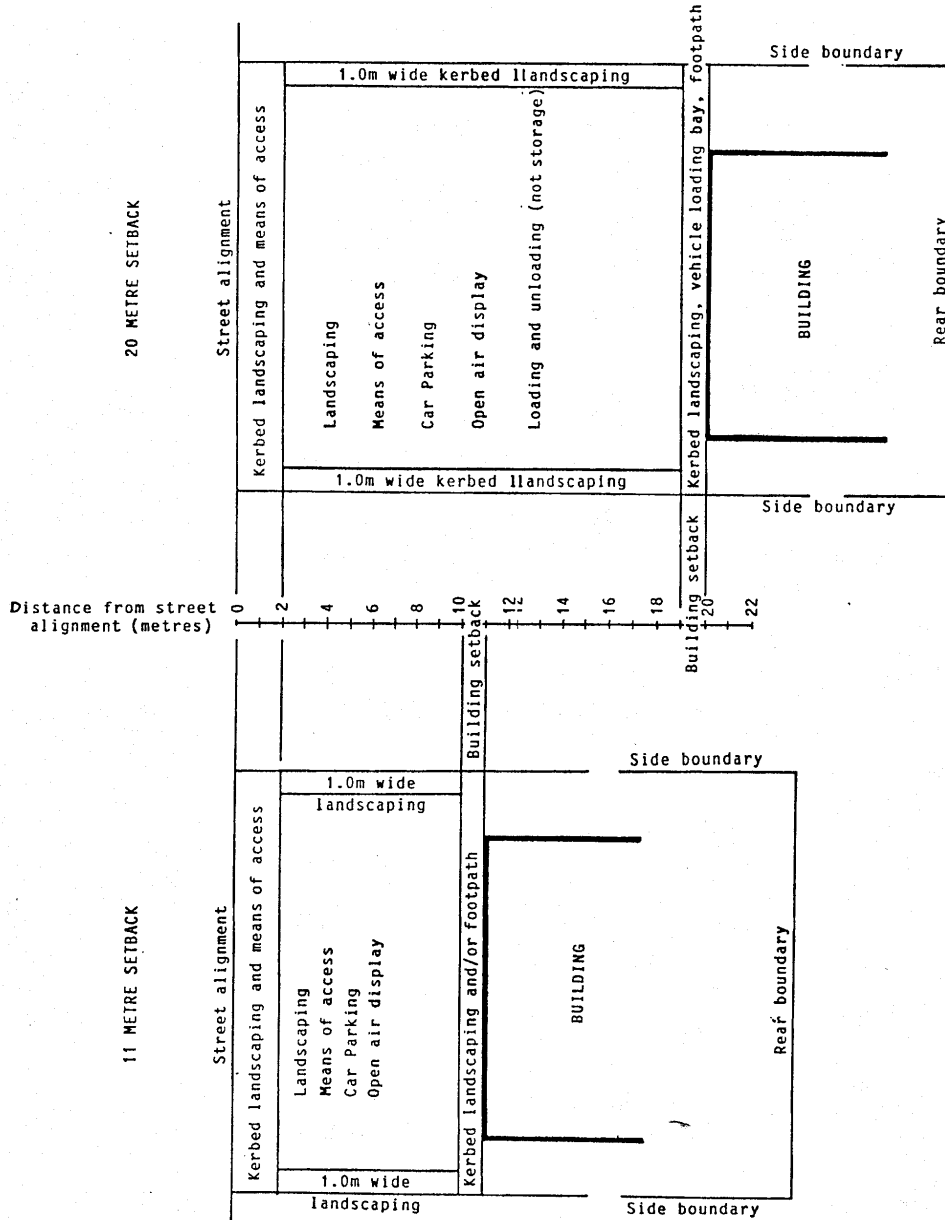 20 METRE SETBACK
Street alignment
Kerbed landscaping and means of access
1.0m wide kerbed llandscaping
Landscaping
Means of access
Car Parking
Open air display
Loading and unloading (not storage)
1.0m wide kerbed llandscaping
Kerbed landscaping, vehicle loading bay, footpath
Building setback
Side boundary
BUILDING
Side boundary
Rear boundary
Distance from street
alignment (metres)
0
2
4
6
8
10
12
14
16
18
20
22
11 METRE SETBACK
Street alignment
Kerbed landscaping and means of access
1.0m wide
landscaping
Landscaping
Means of access
Car Parking
Open air display
1.0m wide
landscaping
Kerbed landscaping and/or footpath
Building setback
Side boundary
BUILDING
Side boundary
Rear boundary